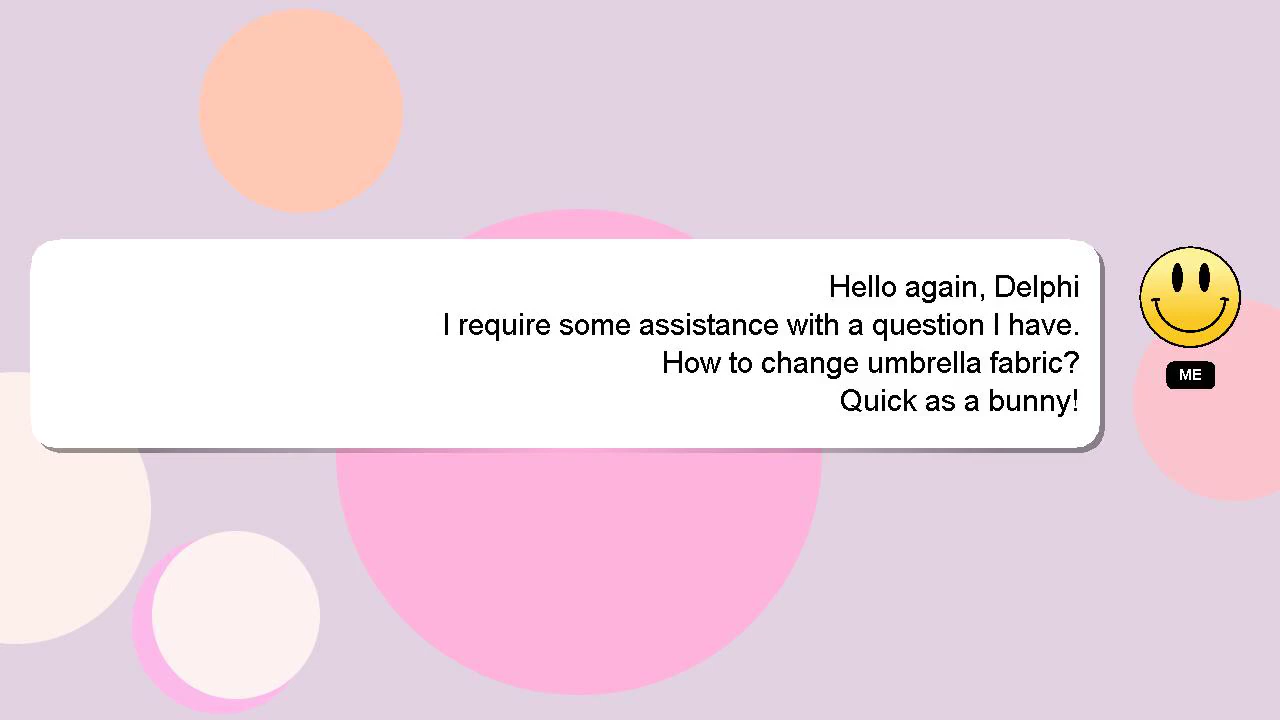 Hello again, Delphi
I require some assistance with a question I have.
How to change umbrella fabric?
Quick as a bunny!
ME